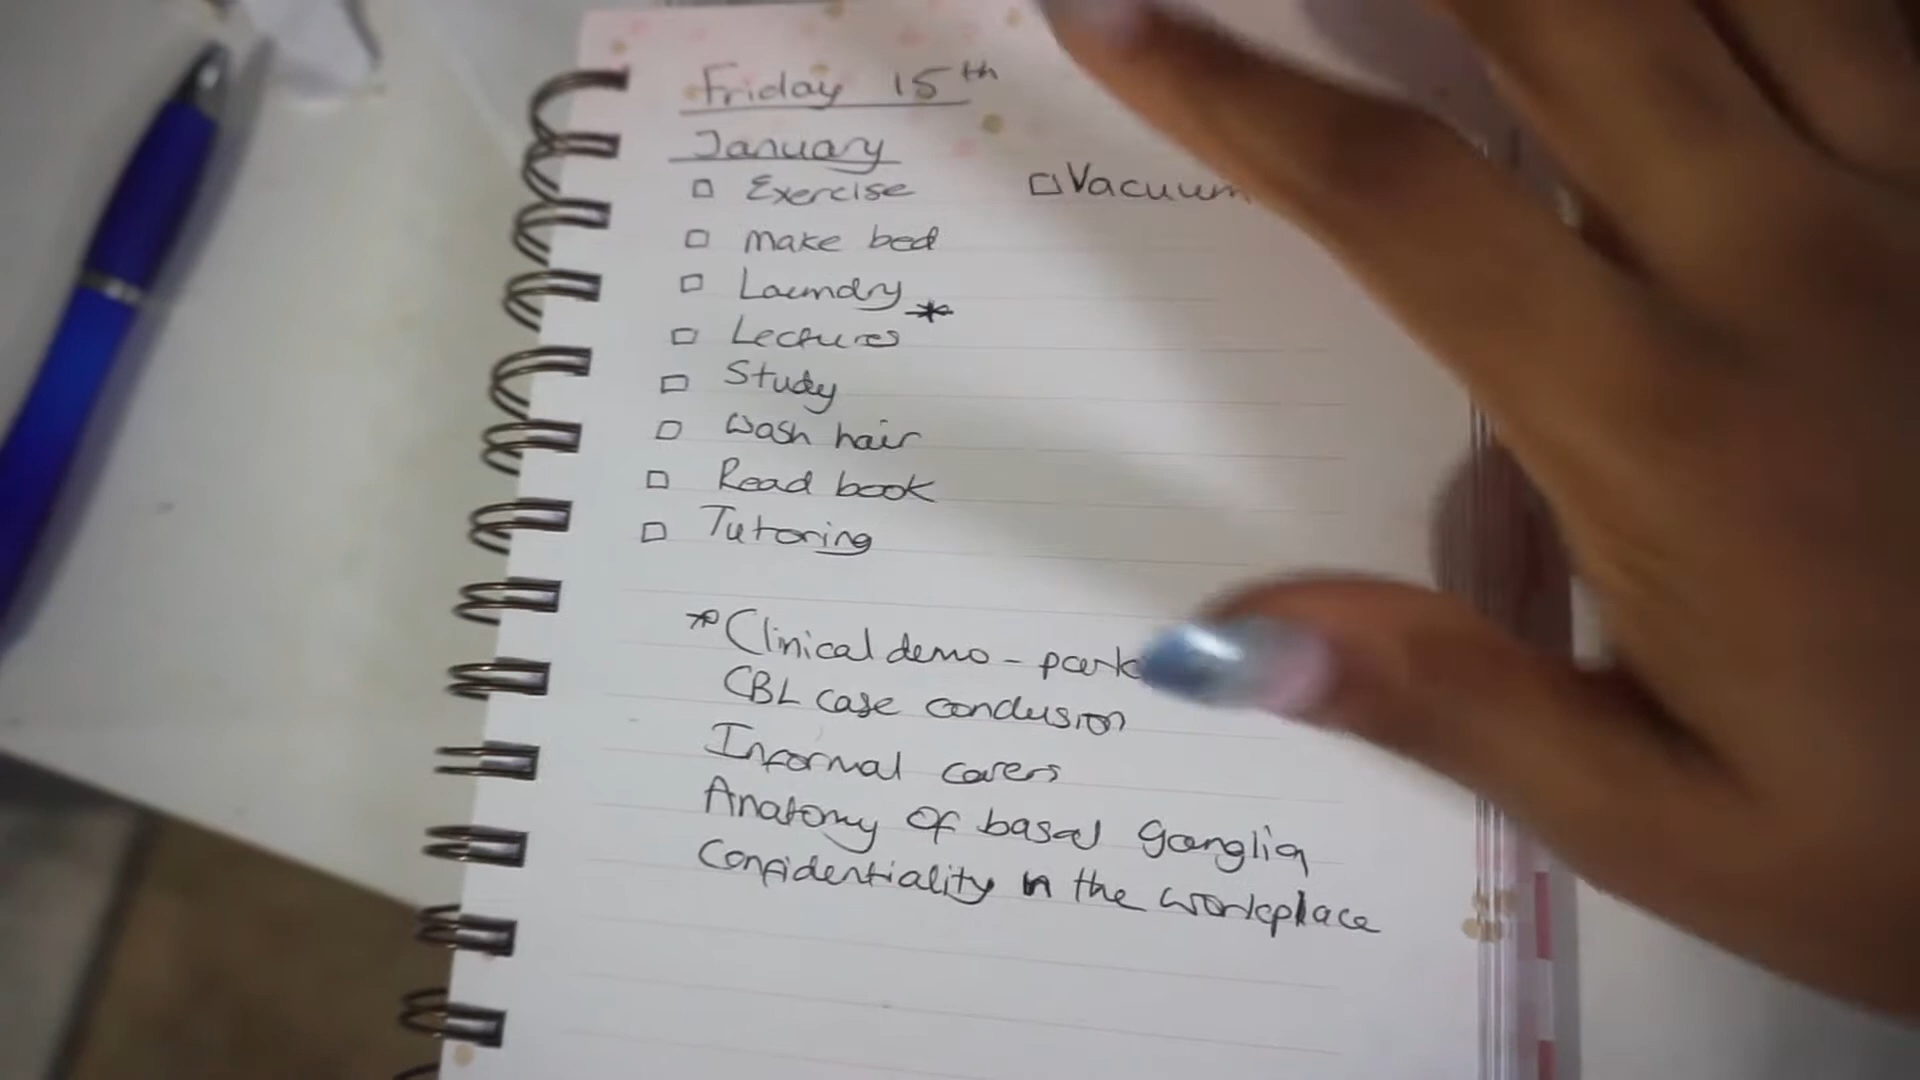 Friday 15th
January
Exercise
Vacuum
make bed
Laundry
*
Lectures
Study
Wash hair
Read book
Tutoring
* Clinical demo - park
CBL case conclusion
Informal carers
Anatomy of basal ganglia
Confidentiality in the workplace